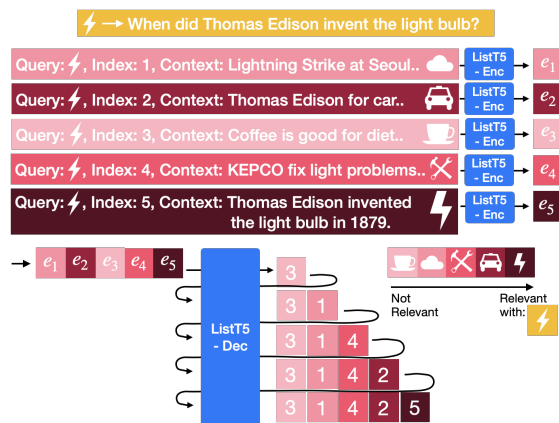 When did Thomas Edison invent the light bulb?
Query: , Index: 1, Context: Lightning Strike at Seoul..
ListT5
- Enc
e1
Query: , Index: 2, Context: Thomas Edison for car..
ListT5
- Enc
e2
Query: , Index: 3, Context: Coffee is good for diet..
ListT5
- Enc
e3
Query: , Index: 4, Context: KEPCO fix light problems..
ListT5
- Enc
e4
Query: , Index: 5, Context: Thomas Edison invented
the light bulb in 1879.
ListT5
- Enc
e5
e1 e2 e3 e4 e5
ListT5
- Dec
3
3 1
3 1 4
3 1 4 2
3 1 4 2 5
Not
Relevant
Relevant
with: